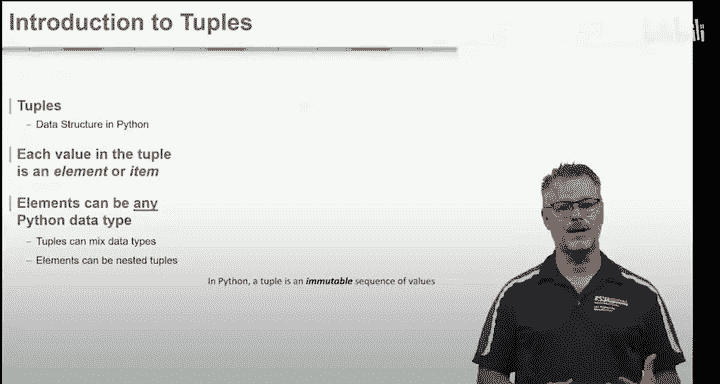 Introduction to Tuples
Tuples
– Data Structure in Python
Each value in the tuple
is an element or item
Elements can be any
Python data type
– Tuples can mix data types
– Elements can be nested tuples
In Python, a tuple is an immutable sequence of values